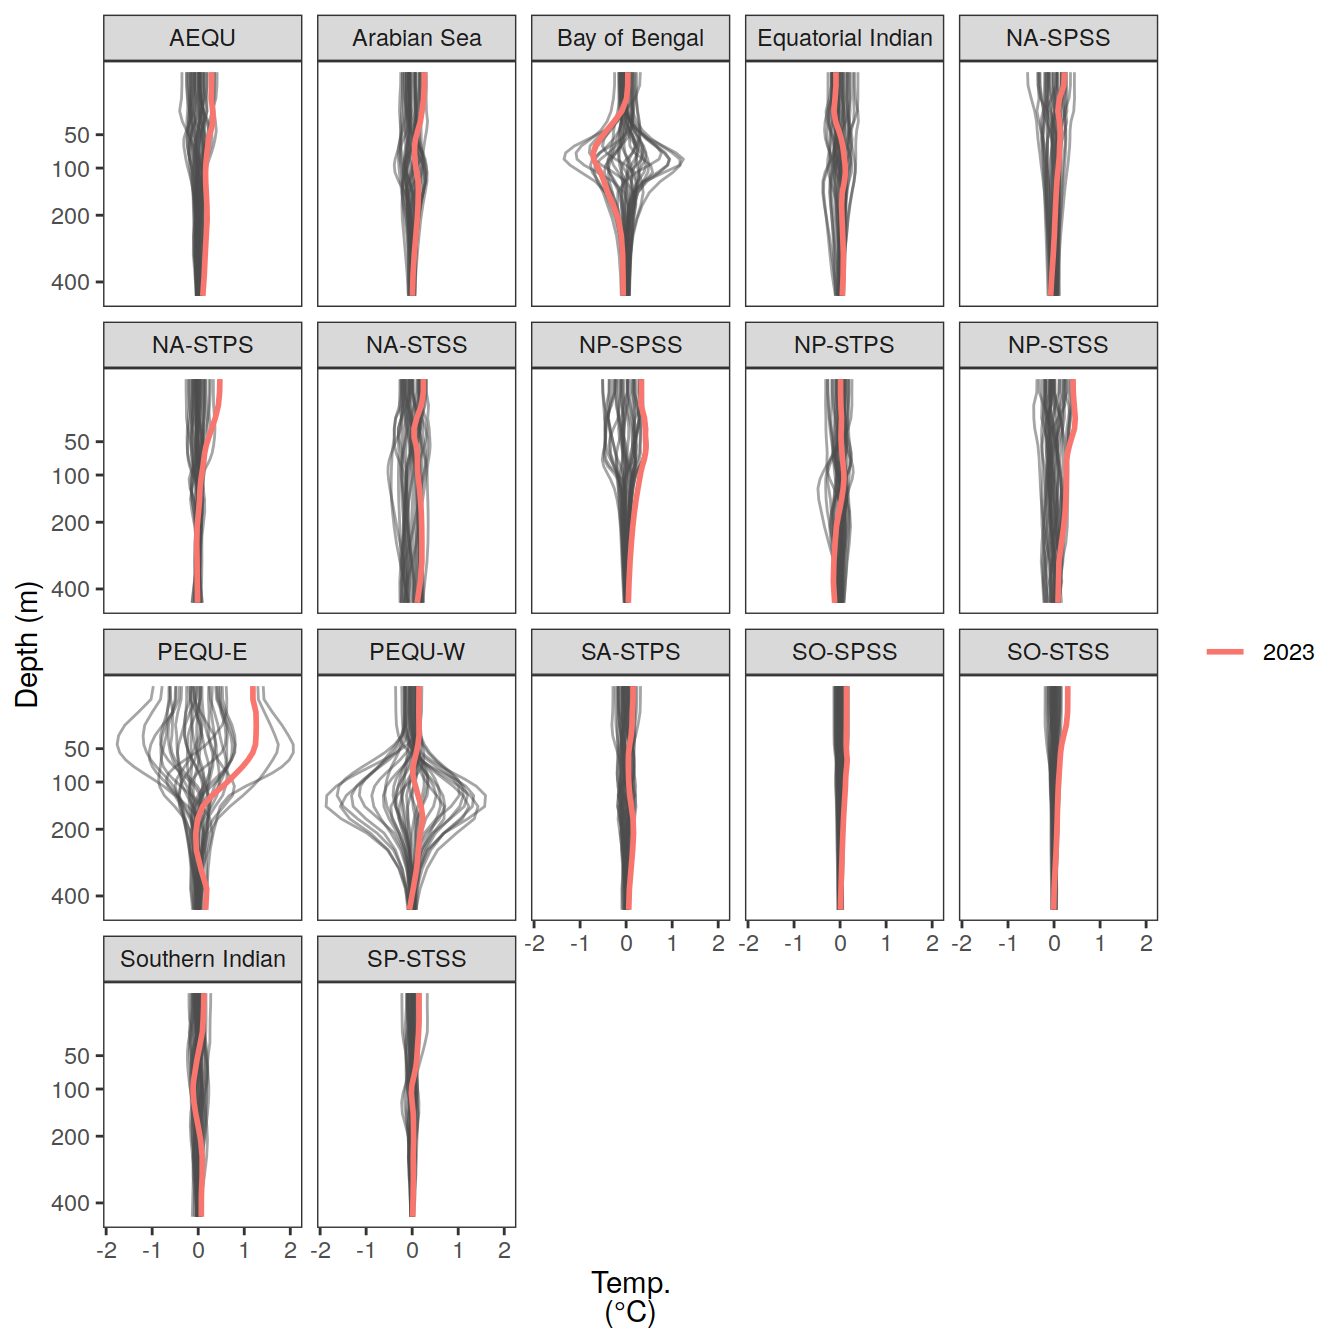 AEQU
Arabian Sea
Bay of Bengal
Equatorial Indian
NA-SPSS
50
100
200
400
NA-STPS
NA-STSS
NP-SPSS
NP-STPS
NP-STSS
50
100
200
400
Depth (m)
PEQU-E
PEQU-W
SA-STPS
SO-SPSS
SO-STSS
2023
50
100
200
400
-2 -1 0 1 2 -2 -1 0 1 2 -2 -1 0 1 2
Southern Indian
SP-STSS
50
100
200
400
-2 -1 0 1 2 -2 -1 0 1 2
Temp.
(°C)